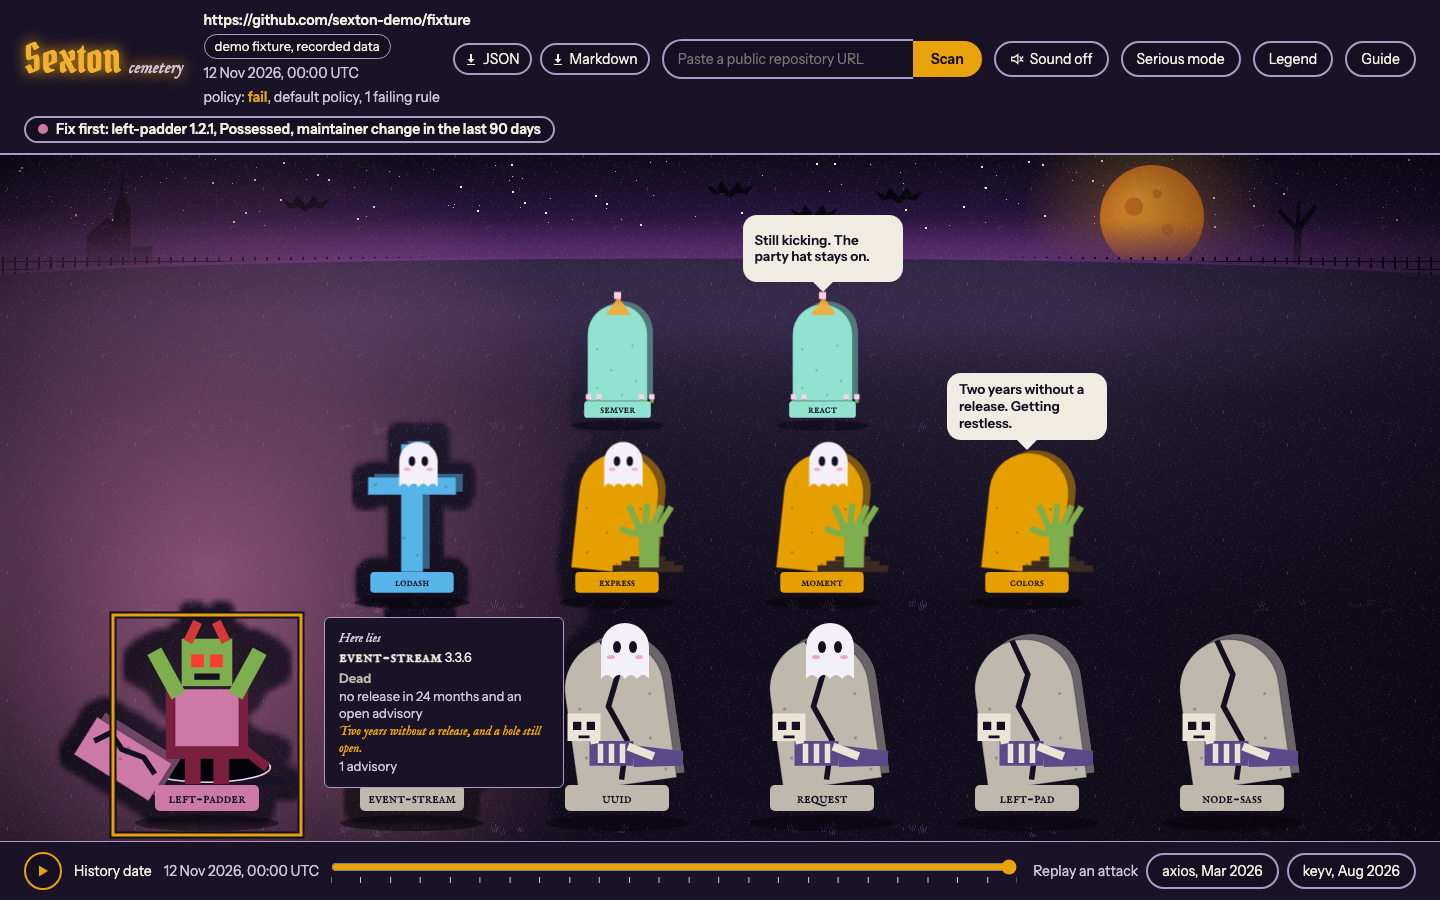 Sexton cemetery
https://github.com/sexton-demo/fixture
demo fixture, recorded data
12 Nov 2026, 00:00 UTC
policy: fail, default policy, 1 failing rule
JSON
Markdown
Paste a public repository URL
Scan
Sound off
Serious mode
Legend
Guide
Fix first: left-padder 1.2.1, Possessed, maintainer change in the last 90 days
Still kicking. The
party hat stays on.
SEMVER
REACT
Two years without a
release. Getting
restless.
LODASH
EXPRESS
MOMENT
COLORS
Here lies
EVENT-STREAM 3.3.6
Dead
no release in 24 months and an
open advisory
Two years without a release, and a hole still
open.
1 advisory
LEFT-PADDER
EVENT-STREAM
UUID
REQUEST
LEFT-PAD
NODE-SASS
History date
12 Nov 2026, 00:00 UTC
Replay an attack
axios, Mar 2026
keyv, Aug 2026